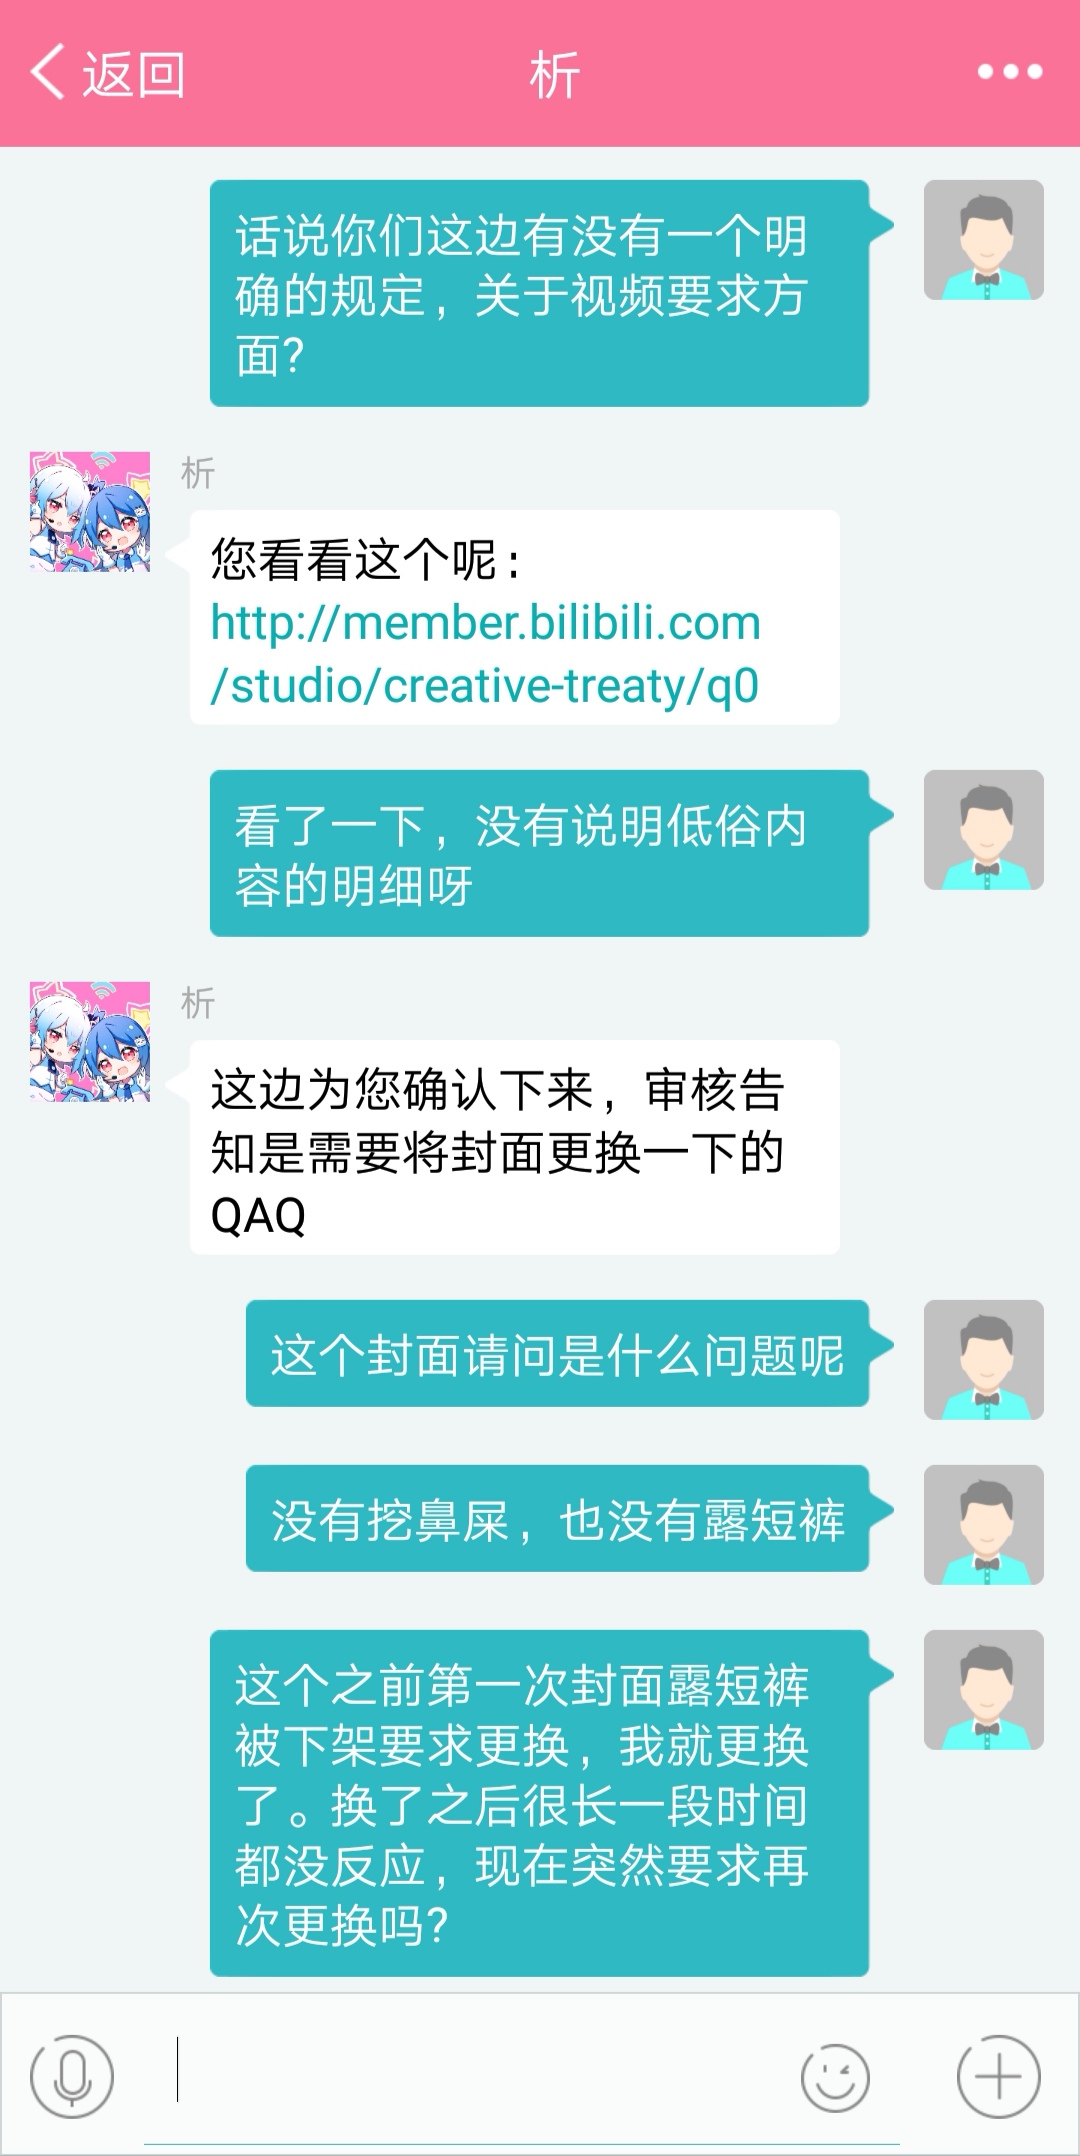 返回
析
话说你们这边有没有一个明
确的规定，关于视频要求方
面?
析
您看看这个呢：
http://member.bilibili.com
/studio/creative-treaty/q0
看了一下，没有说明低俗内
容的明细呀
析
这边为您确认下来，审核告
知是需要将封面更换一下的
QAQ
这个封面请问是什么问题呢
没有挖鼻屎，也没有露短裤
这个之前第一次封面露短裤
被下架要求更换，我就更换
了。换了之后很长一段时间
都没反应，现在突然要求再
次更换吗?